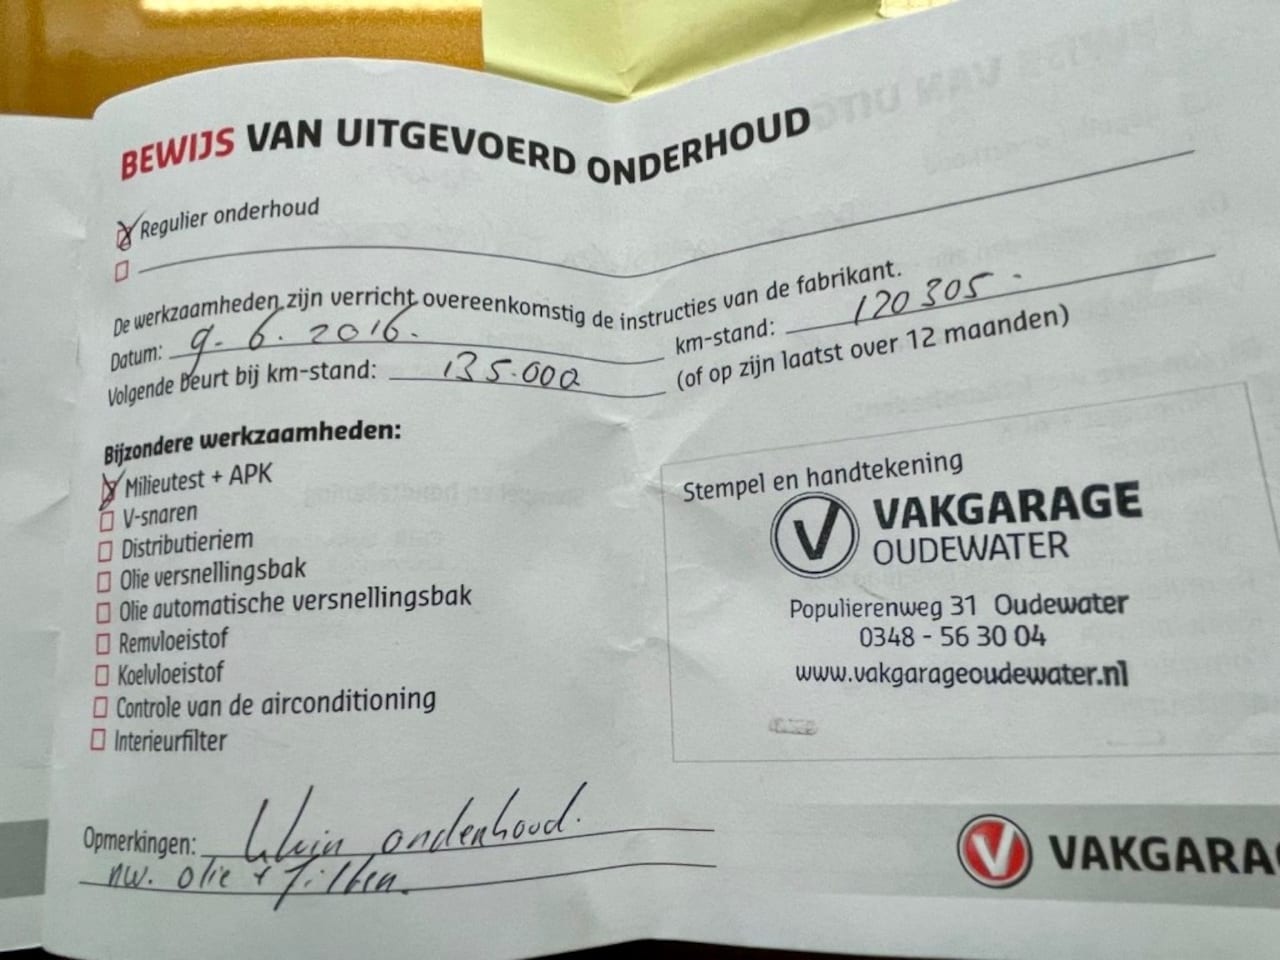 BEWIJS VAN UITGEVOERD ONDERHOUD
Regulier onderhoud
De werkzaamheden zijn verricht overeenkomstig de instructies van de fabrikant.
Datum: 9-6.2016. km-stand: 120305.
Volgende Beurt bij km-stand: 135.000 (of op zijn laatst over 12 maanden)
Bijzondere werkzaamheden:
Milieutest + APK
V-snaren
Distributieriem
Olie versnellingsbak
Olie automatische versnellingsbak
Remvloeistof
Koelvloeistof
Controle van de airconditioning
Interieurfilter
Stempel en handtekening
V VAKGARAGE
OUDEWATER
Populierenweg 31 Oudewater
0348 - 56 30 04
www.vakgarageoudewater.nl
Opmerkingen: klein onderhoud.
nw. olie + filter.
V VAKGARA